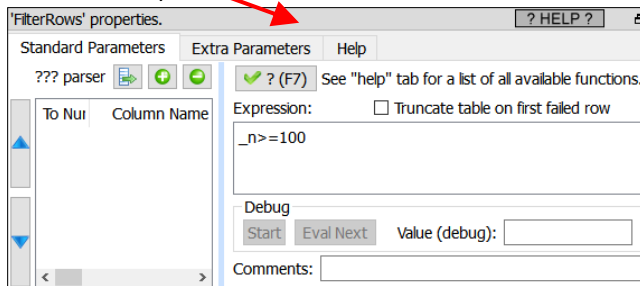 'FilterRows' properties. ? HELP ?
Standard Parameters Extra Parameters Help
??? parser ? (F7) See "help" tab for a list of all available functions.
To Nur Column Name Expression: Truncate table on first failed row
_n>=100
Debug
Start Eval Next Value (debug):
Comments: